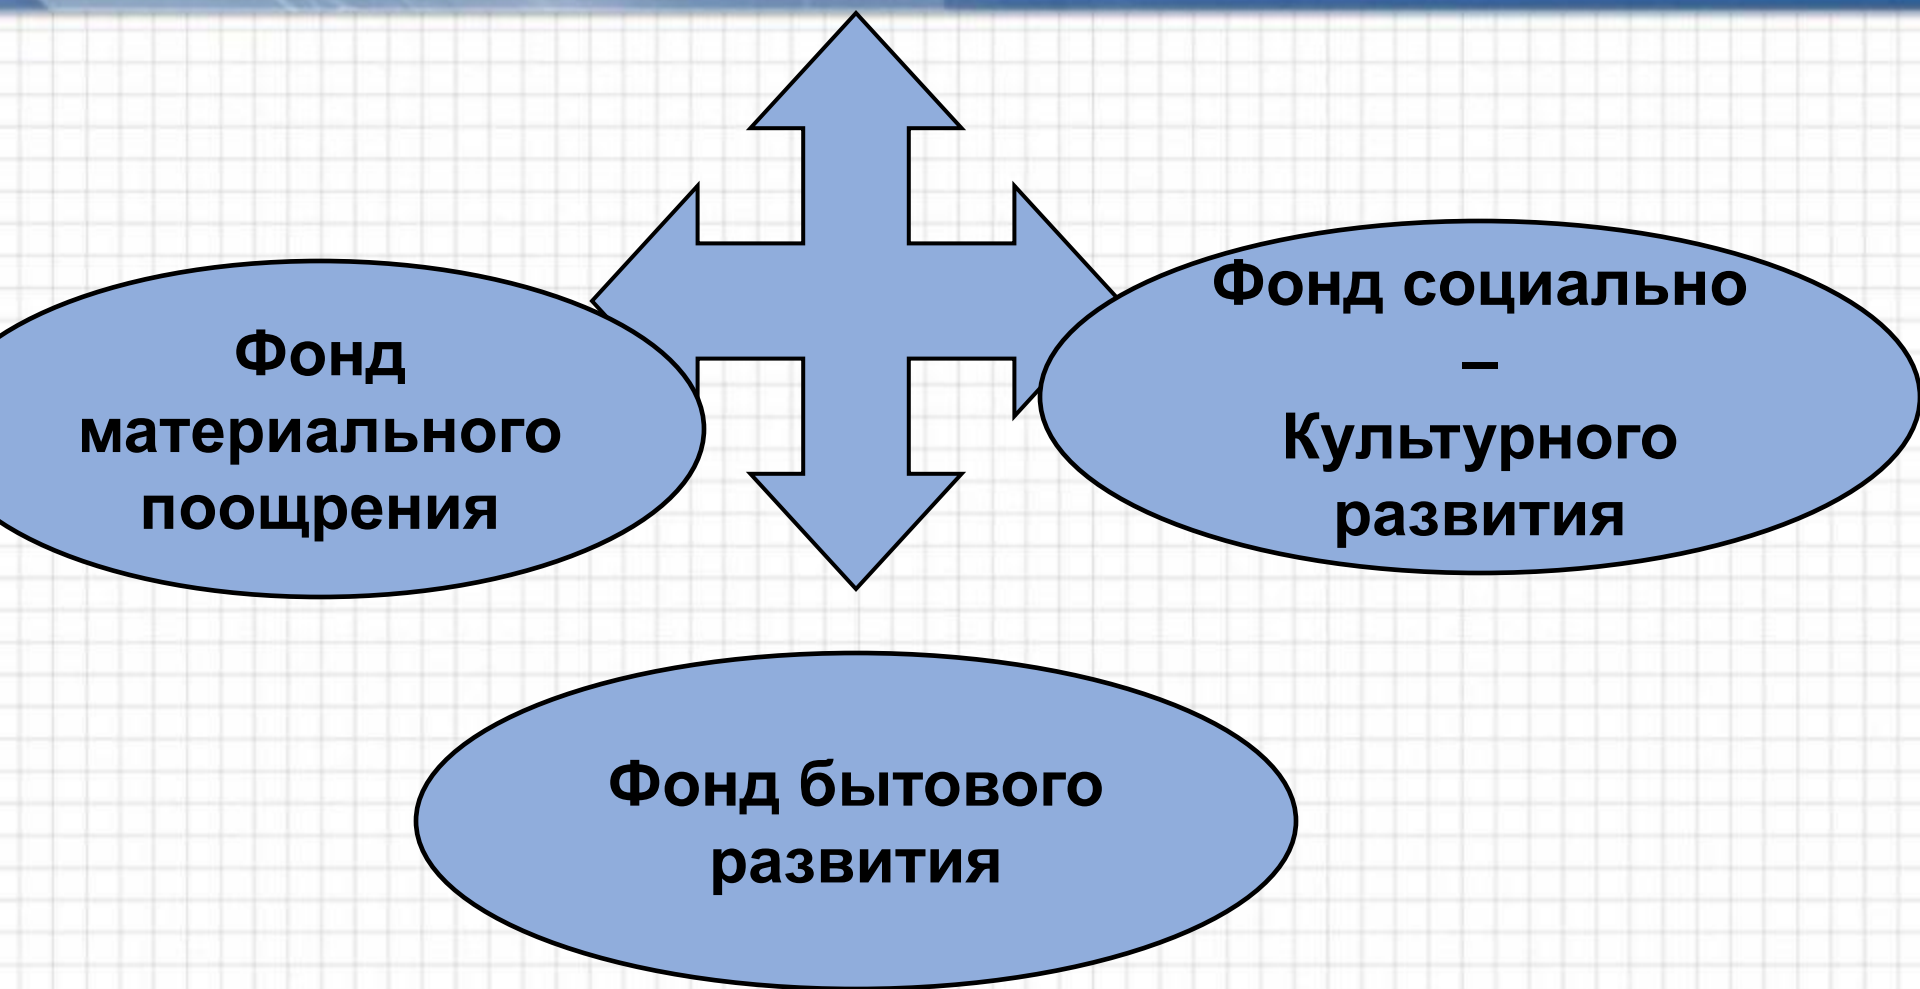 Фонд
материального
поощрения
Фонд социально
–
Культурного
развития
Фонд бытового
развития